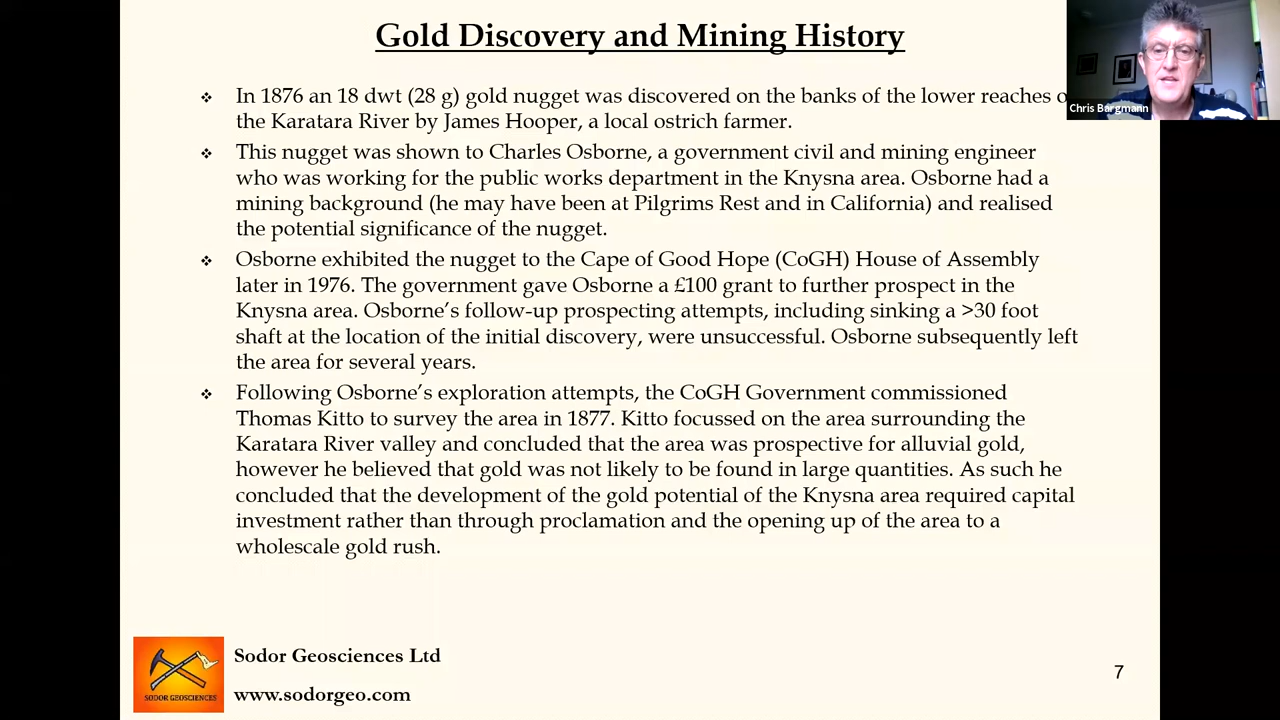 Gold Discovery and Mining History
❖ In 1876 an 18 dwt (28 g) gold nugget was discovered on the banks of the lower reaches
the Karatara River by James Hooper, a local ostrich farmer.
❖ This nugget was shown to Charles Osborne, a government civil and mining engineer
who was working for the public works department in the Knysna area. Osborne had a
mining background (he may have been at Pilgrims Rest and in California) and realised
the potential significance of the nugget.
❖ Osborne exhibited the nugget to the Cape of Good Hope (CoGH) House of Assembly
later in 1976. The government gave Osborne a £100 grant to further prospect in the
Knysna area. Osborne’s follow-up prospecting attempts, including sinking a >30 foot
shaft at the location of the initial discovery, were unsuccessful. Osborne subsequently left
the area for several years.
❖ Following Osborne’s exploration attempts, the CoGH Government commissioned
Thomas Kitto to survey the area in 1877. Kitto focussed on the area surrounding the
Karatara River valley and concluded that the area was prospective for alluvial gold,
however he believed that gold was not likely to be found in large quantities. As such he
concluded that the development of the gold potential of the Knysna area required capital
investment rather than through proclamation and the opening up of the area to a
wholescale gold rush.
Chris Bargmann
SODOR GEOSCIENCES
Sodor Geosciences Ltd
www.sodorgeo.com
7